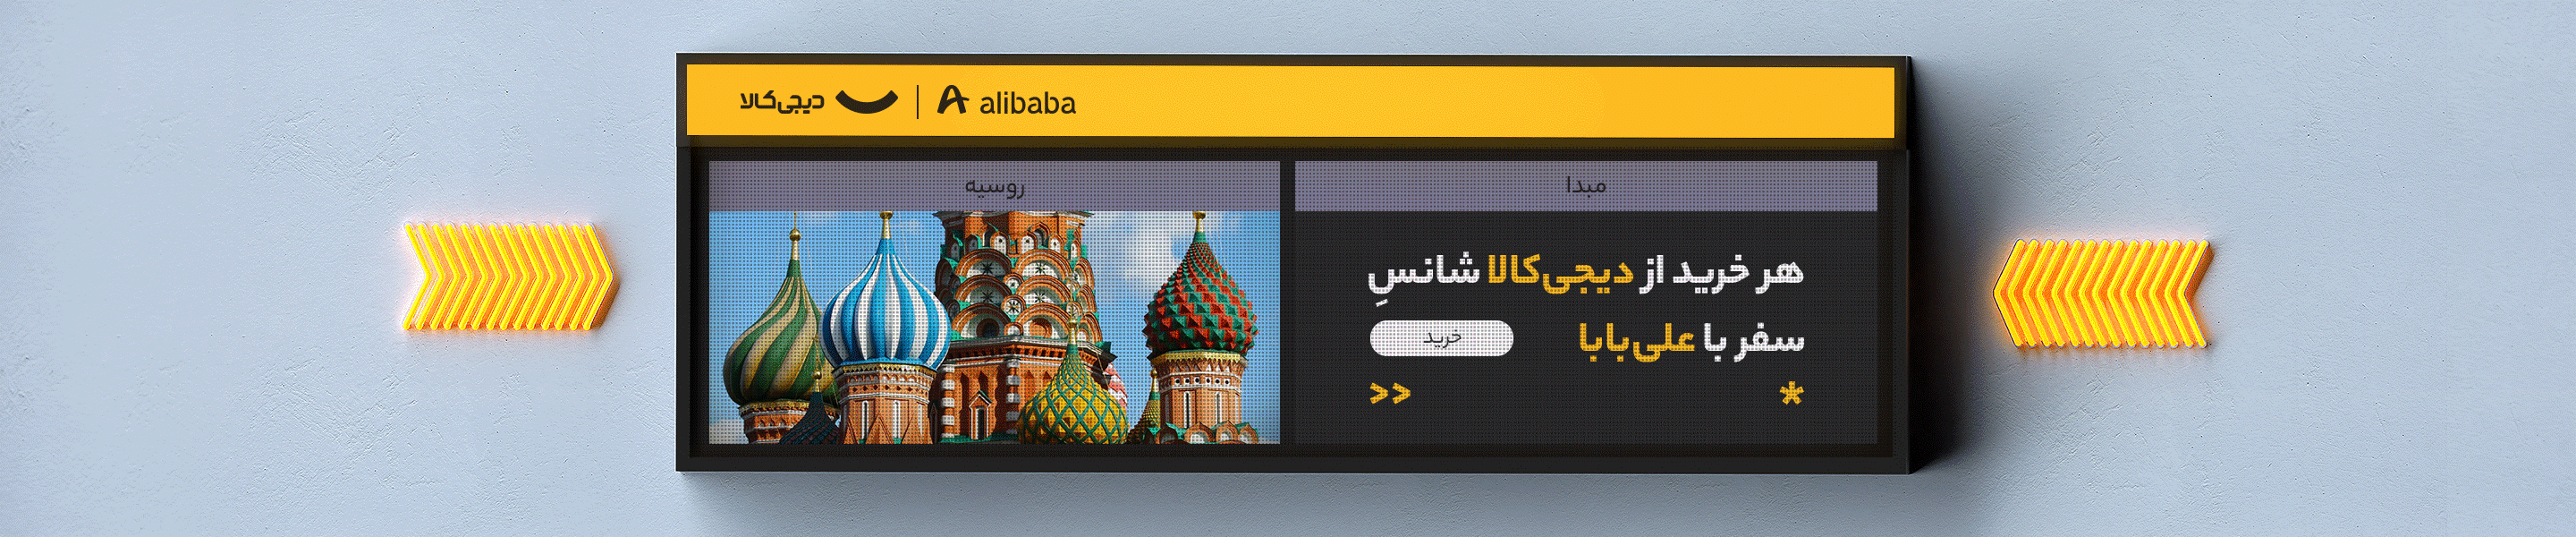 دیجی‌کالا | alibaba
مبدا
روسیه
هر خرید از دیجی‌کالا شانسِ
سفر با علی‌بابا
خرید
*
>>